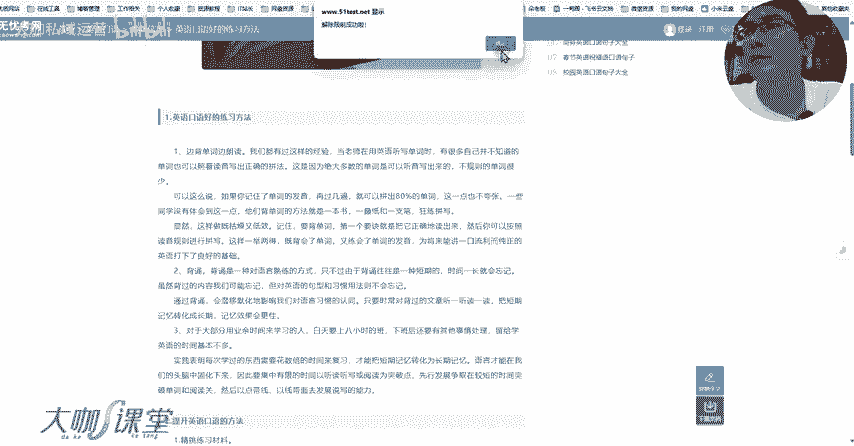 www.51test.net 显示
解除限制成功啦!
英语口语好的练习方法
春节英语祝福语口语句子大全
校园英语口语句子大全
1.英语口语好的练习方法
1、边背单词边朗读。我们都有过这样的经验,当老师在用英语听写单词时,有很多自己并不知道的
单词也可以照着读音写出正确的拼法。这是因为绝大多数的单词是可以听音写出来的,不规则的单词很
少。
可以这么说,如果你记住了单词的发音,再过几遍,就可以拼出80%的单词,这一点也不夸张。一些
同学没有体会到这一点,他们背单词的方法就是一本书,一叠纸和一支笔,狂练拼写。
显然,这样做既枯燥又低效。记住,要背单词,第一个要诀就是把它正确地读出来,然后你可以按照
读音规则进行拼写。这样一举两得,既背会了单词,又练会了单词的发音,为将来能讲一口流利而纯正的
英语打下了良好的基础。
2、背诵。背诵是一种对语言熟练的方式,只不过由于背诵往往是一种短期的,时间一长就会忘记。
虽然背过的内容我们可能忘记,但对英语的句型和习惯用法则不会忘记。
通过背诵,会潜移默化地影响我们对语言习惯的认同。只要时常对背过的文章听一听读一读,把短期
记忆转化成长期,记忆效果会更佳。
3、对于大部分用业余时间来学习的人,白天要上八小时的班,下班后还要有其他事情处理,留给学
英语的时间基本不多。
实践表明每次学过的东西需要花数倍的时间来复习,才能把短期记忆转化为长期记忆。语言才能在我
们的头脑中固化下来,因此要集中有限的时间以听读听写或阅读为突破点,先行发展争取在较短的时间突
破单词和阅读关,然后以点带线,以线带面去发展说写的能力。
大咖课堂
提升英语口语的方法
1.精挑练习材料。